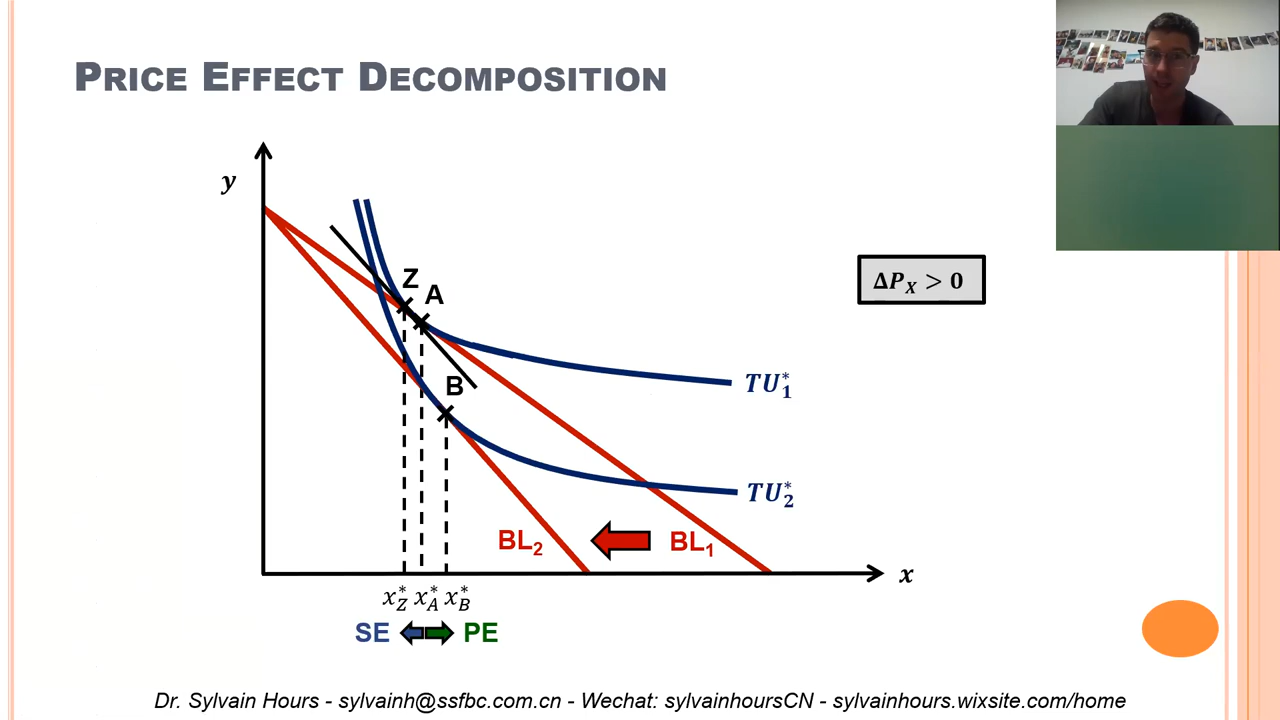 PRICE EFFECT DECOMPOSITION
y
Z
A
ΔP_X > 0
B
TU₁*
TU₂*
BL₂
BL₁
x
x_Z* x_A* x_B*
SE PE
Dr. Sylvain Hours - sylvainh@ssfbc.com.cn - Wechat: sylvainhoursCN - sylvainhours.wixsite.com/home